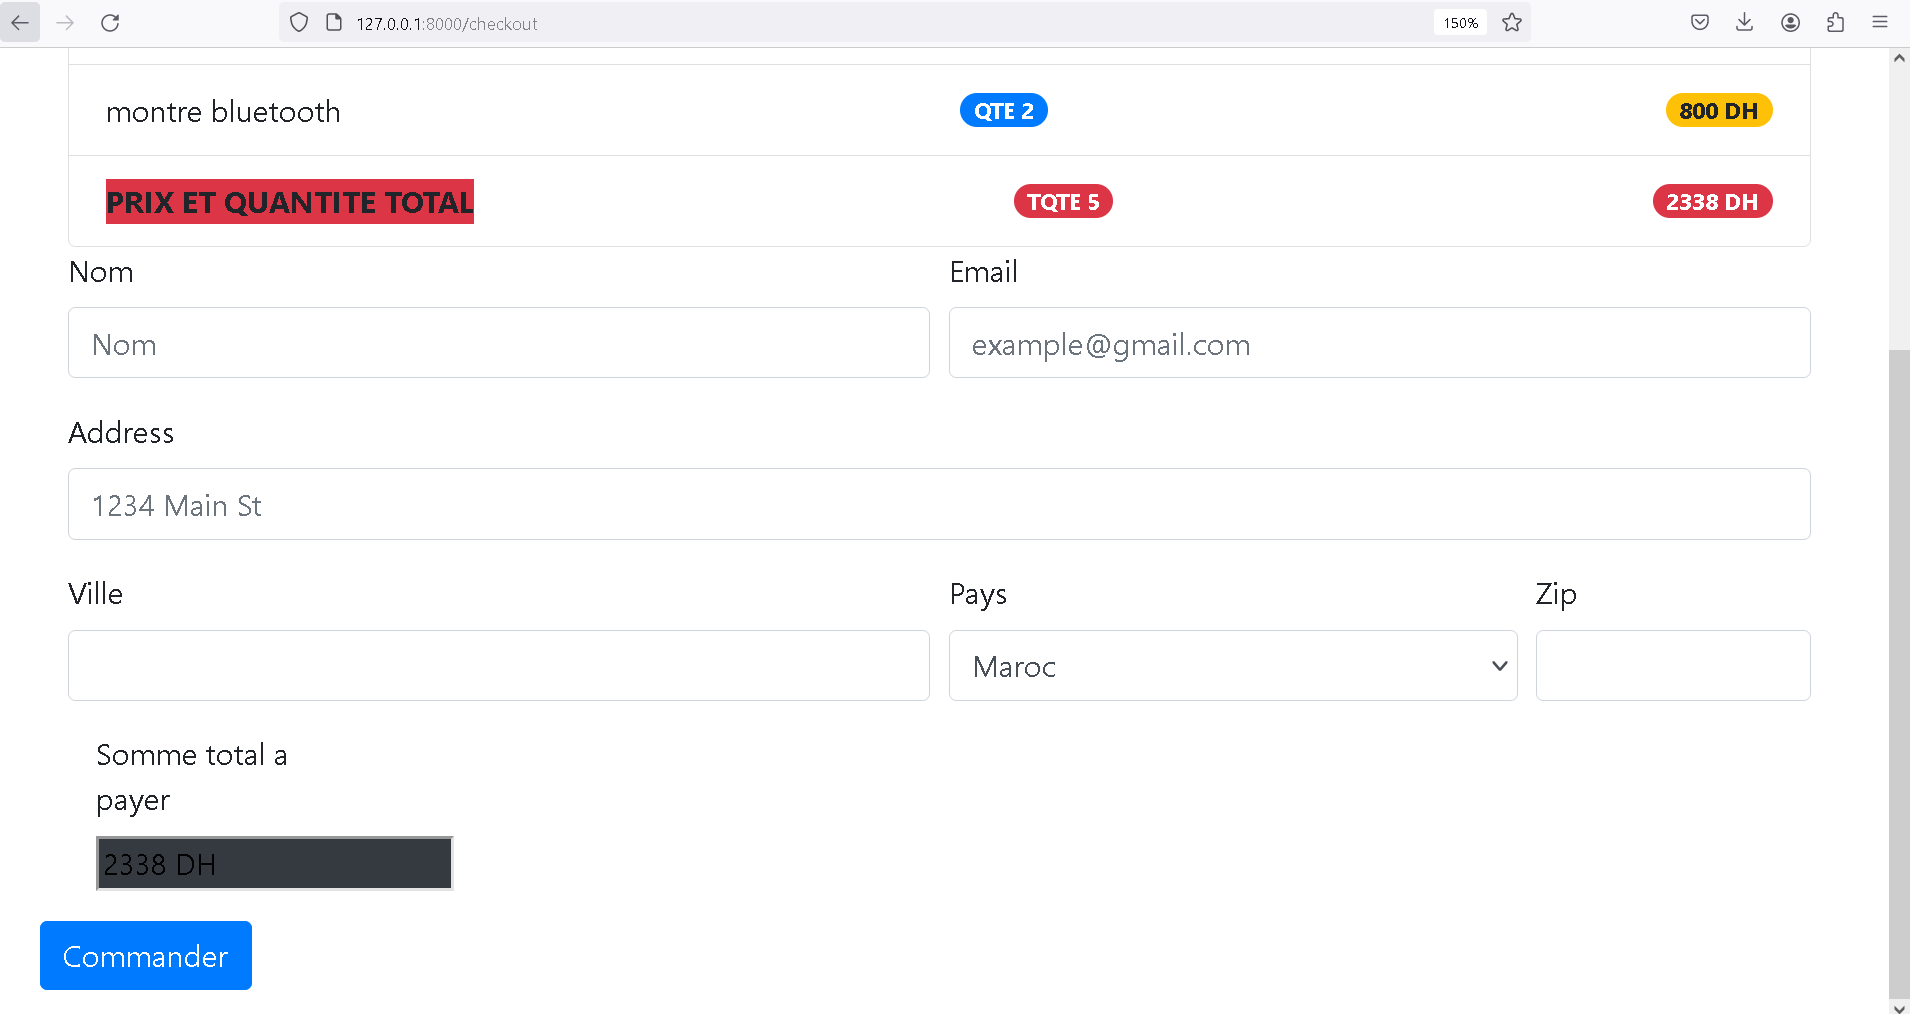 127.0.0.1:8000/checkout 150%
montre bluetooth QTE 2 800 DH
PRIX ET QUANTITE TOTAL TQTE 5 2338 DH
Nom Email
Nom example@gmail.com
Address
1234 Main St
Ville Pays Zip
Maroc
Somme total a
payer
2338 DH
Commander